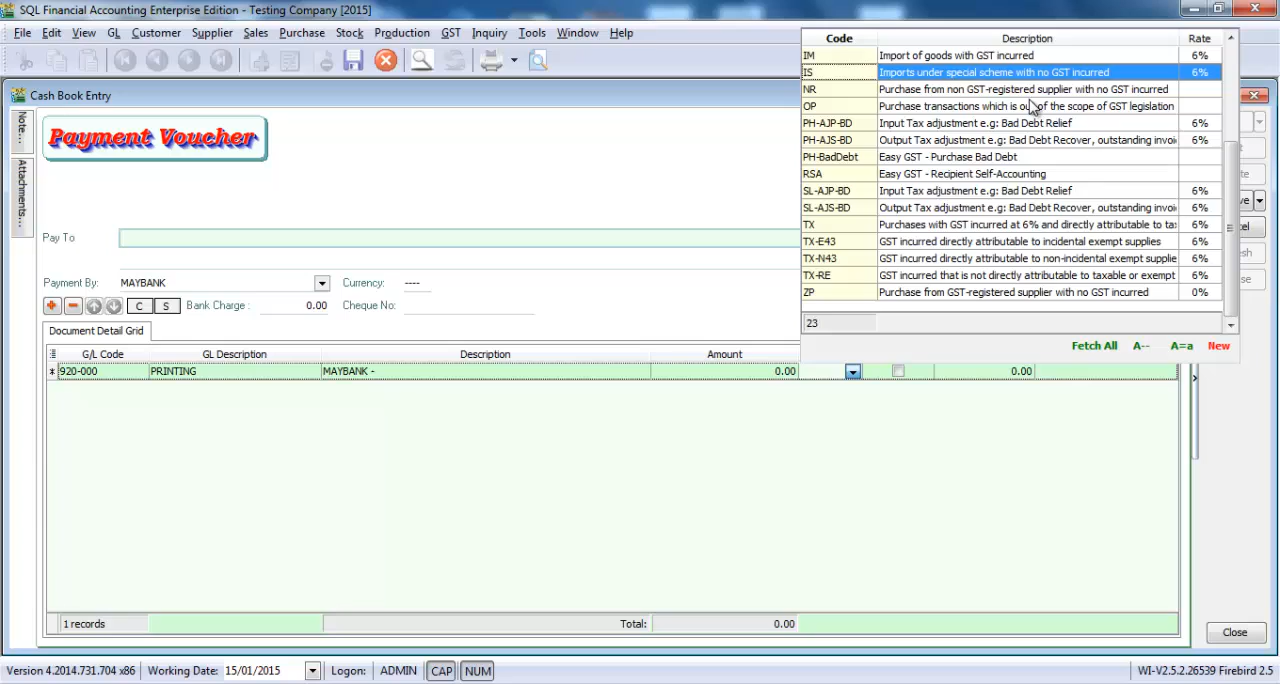 SQL Financial Accounting Enterprise Edition - Testing Company [2015]
File Edit View GL Customer Supplier Sales Purchase Stock Production GST Inquiry Tools Window Help
Code Description Rate
IM Import of goods with GST incurred 6%
IS Imports under special scheme with no GST incurred 6%
NR Purchase from non GST-registered supplier with no GST incurred
OP Purchase transactions which is out of the scope of GST legislation
PH-AJP-BD Input Tax adjustment e.g: Bad Debt Relief 6%
PH-AJS-BD Output Tax adjustment e.g: Bad Debt Recover, outstanding invoi 6%
PH-BadDebt Easy GST - Purchase Bad Debt
RSA Easy GST - Recipient Self-Accounting
SL-AJP-BD Input Tax adjustment e.g: Bad Debt Relief 6%
SL-AJS-BD Output Tax adjustment e.g: Bad Debt Recover, outstanding invoi 6%
TX Purchases with GST incurred at 6% and directly attributable to ta 6%
TX-E43 GST incurred directly attributable to incidental exempt supplies 6%
TX-N43 GST incurred directly attributable to non-incidental exempt supplie 6%
TX-RE GST incurred that is not directly attributable to taxable or exempt 6%
ZP Purchase from GST-registered supplier with no GST incurred 0%
23
Fetch All A-- A=a New
Cash Book Entry
Note...
Attachments...
Payment Voucher
Pay To
Payment By: MAYBANK Currency: ----
C S Bank Charge : 0.00 Cheque No:
Document Detail Grid
G/L Code GL Description Description Amount
920-000 PRINTING MAYBANK - 0.00 0.00
1 records Total: 0.00
Close
Version 4.2014.731.704 x86 Working Date: 15/01/2015 Logon: ADMIN CAP NUM WI-V2.5.2.26539 Firebird 2.5